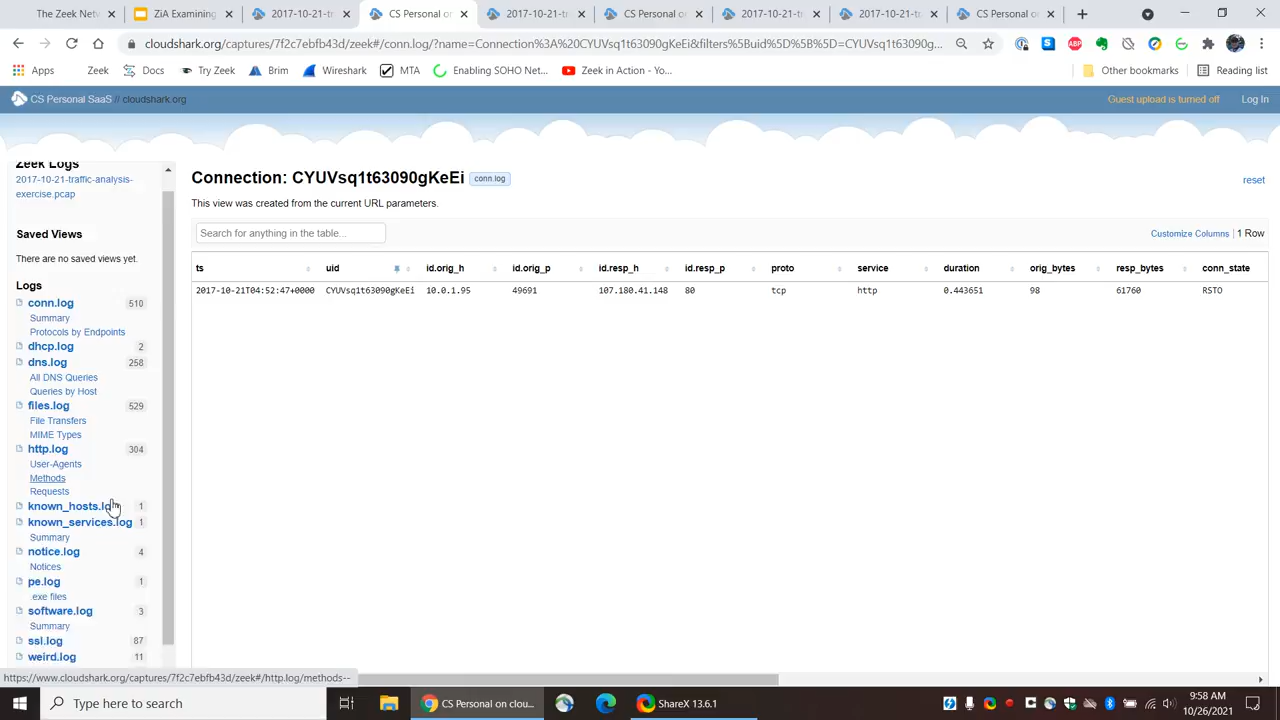 The Zeek Netw
ZiA Examining
2017-10-21-traf
CS Personal on
2017-10-21-tra
CS Personal on
2017-10-21-tra
2017-10-21-tra
CS Personal on
cloudshark.org/captures/7f2c7ebfb43d/zeek#/conn.log/?name=Connection%3A%20CYUVsq1t63090gKeEi&filters%5Buid%5D%5B%5D=CYUVsq1t63090g...
Apps
Zeek
Docs
Try Zeek
Brim
Wireshark
MTA
Enabling SOHO Net...
Zeek in Action - Yo...
Other bookmarks
Reading list
CS Personal SaaS // cloudshark.org
Guest upload is turned off
Log In
Zeek Logs
2017-10-21-traffic-analysis-
exercise.pcap
Saved Views
There are no saved views yet.
Logs
conn.log 510
Summary
Protocols by Endpoints
dhcp.log 2
dns.log 258
All DNS Queries
Queries by Host
files.log 529
File Transfers
MIME Types
http.log 304
User-Agents
Methods
Requests
known_hosts.log 1
known_services.log 1
Summary
notice.log 4
Notices
pe.log 1
.exe files
software.log 3
Summary
ssl.log 87
weird.log 11
Connection: CYUVsq1t63090gKeEi conn.log
reset
This view was created from the current URL parameters.
Search for anything in the table...
Customize Columns | 1 Row
ts uid id.orig_h id.orig_p id.resp_h id.resp_p proto service duration orig_bytes resp_bytes conn_state
2017-10-21T04:52:47+0000 CYUVsq1t63090gKeEi 10.0.1.95 49691 107.180.41.148 80 tcp http 0.443651 98 61760 RSTO
https://www.cloudshark.org/captures/7f2c7ebfb43d/zeek#/http.log/methods--
Type here to search
CS Personal on clou...
ShareX 13.6.1
9:58 AM
10/26/2021